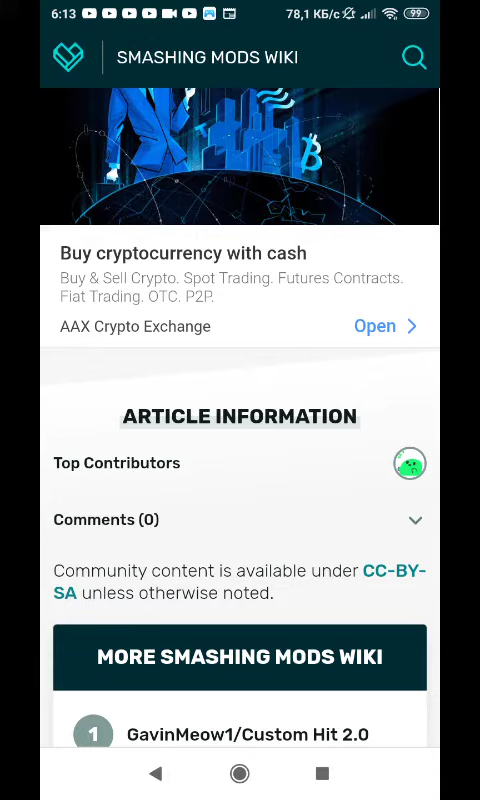 6:13 78,1 КБ/с 99
SMASHING MODS WIKI
Buy cryptocurrency with cash
Buy & Sell Crypto. Spot Trading. Futures Contracts.
Fiat Trading. OTC. P2P.
AAX Crypto Exchange Open
ARTICLE INFORMATION
Top Contributors
Comments (0)
Community content is available under CC-BY-
SA unless otherwise noted.
MORE SMASHING MODS WIKI
1 GavinMeow1/Custom Hit 2.0